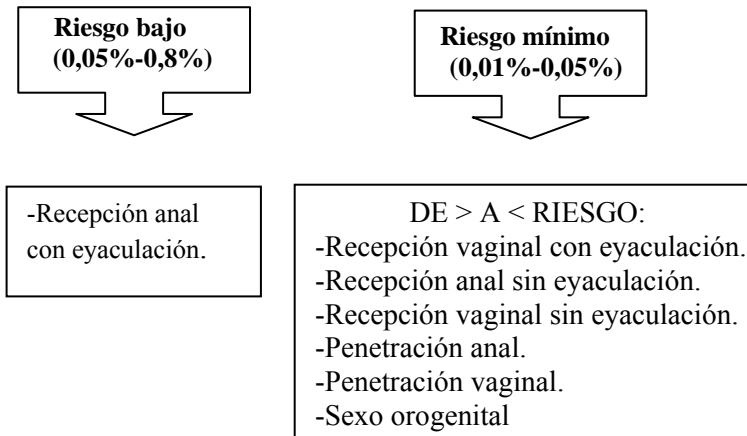 Riesgo bajo
(0,05%-0,8%)
Riesgo mínimo
(0,01%-0,05%)
-Recepción anal
con eyaculación.
DE > A < RIESGO:
-Recepción vaginal con eyaculación.
-Recepción anal sin eyaculación.
-Recepción vaginal sin eyaculación.
-Penetración anal.
-Penetración vaginal.
-Sexo orogenital